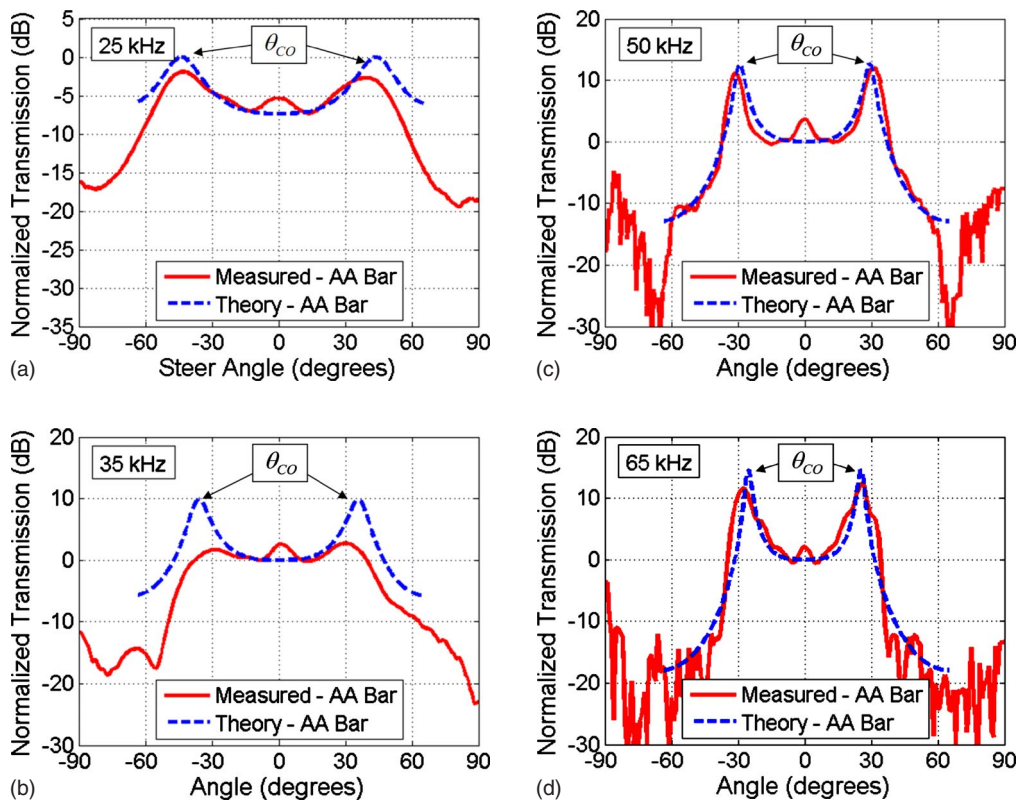 Normalized Transmission (dB)
5
0
-5
-10
-15
-20
-25
-30
-35
25 kHz
θCO
Measured - AA Bar
Theory - AA Bar
-90 -60 -30 0 30 60 90
(a) Steer Angle (degrees)
Normalized Transmission (dB)
20
10
0
-10
-20
-30
50 kHz
θCO
Measured - AA Bar
Theory - AA Bar
-90 -60 -30 0 30 60 90
(c) Angle (degrees)
Normalized Transmission (dB)
20
10
0
10
20
-30
35 kHz
θCO
Measured - AA Bar
Theory - AA Bar
-90 -60 -30 0 30 60 90
(b) Angle (degrees)
Normalized Transmission (dB)
20
10
0
10
20
-30
65 kHz
θCO
Measured - AA Bar
Theory - AA Bar
-90 -60 -30 0 30 60 90
(d) Angle (degrees)